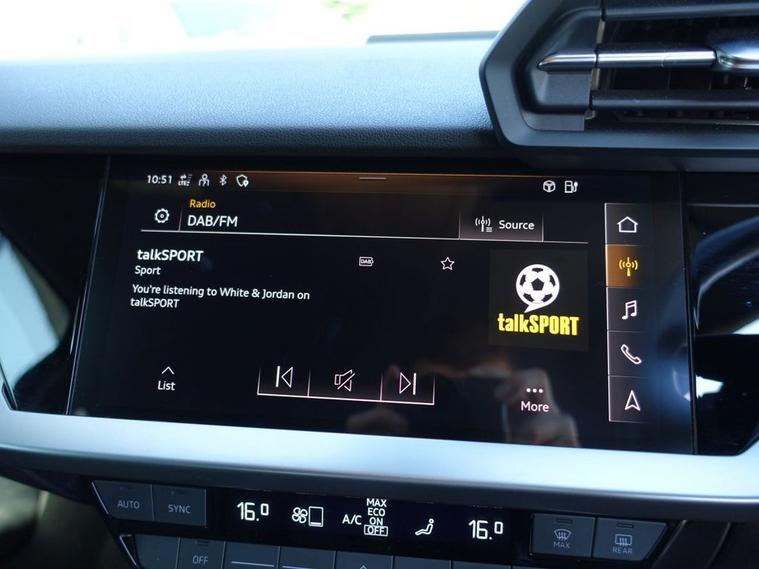 10:51 LTE
Radio
DAB/FM
Source
talkSPORT
DAB
Sport
You're listening to White & Jordan on
talkSPORT
talkSPORT
List
More
AUTO
SYNC
16.0
A/C
MAX
ECO
ON
OFF
16.0
MAX
REAR
OFF